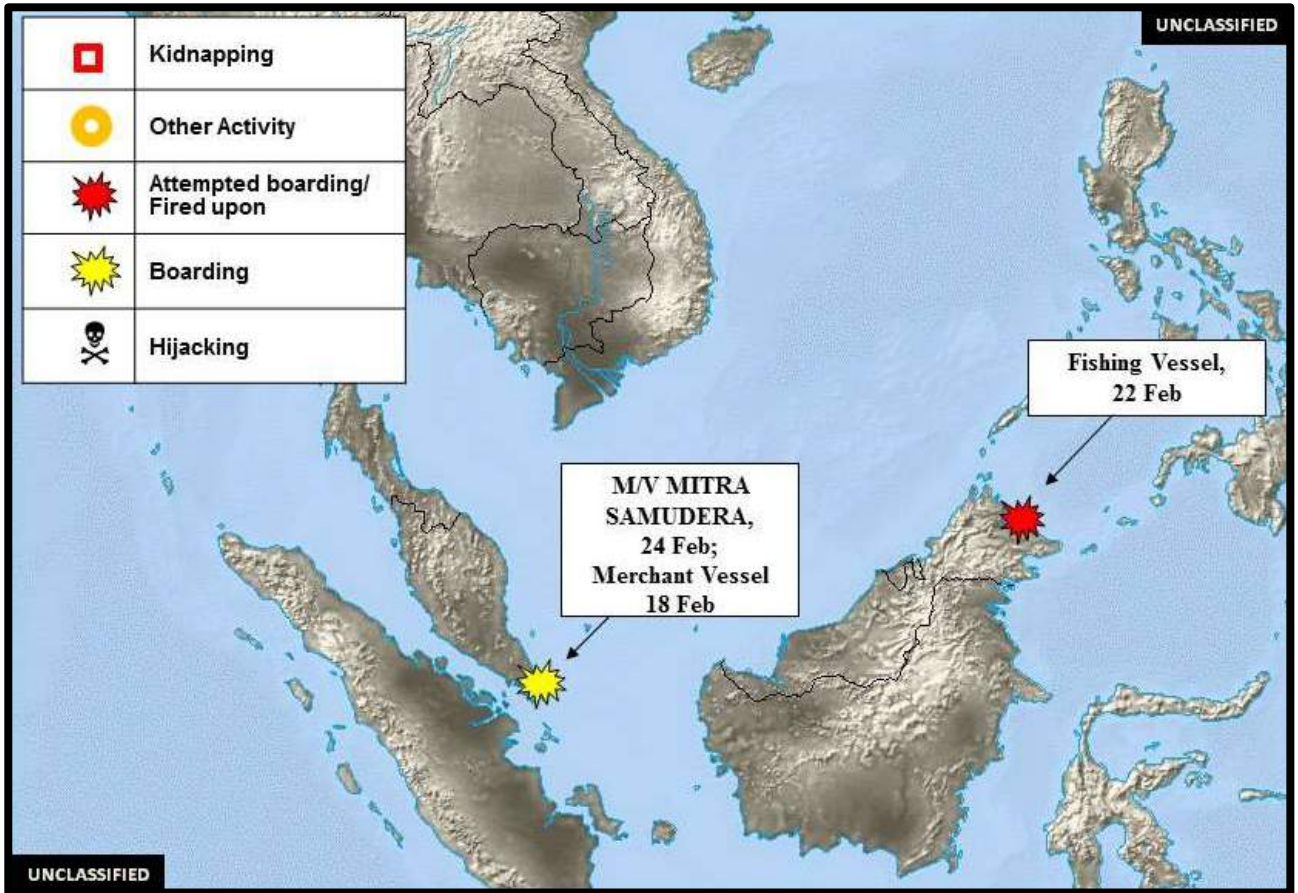 UNCLASSIFIED
Kidnapping
Other Activity
Attempted boarding/
Fired upon
Boarding
Hijacking
Fishing Vessel,
22 Feb
M/V MITRA
SAMUDERA,
24 Feb;
Merchant Vessel
18 Feb
UNCLASSIFIED